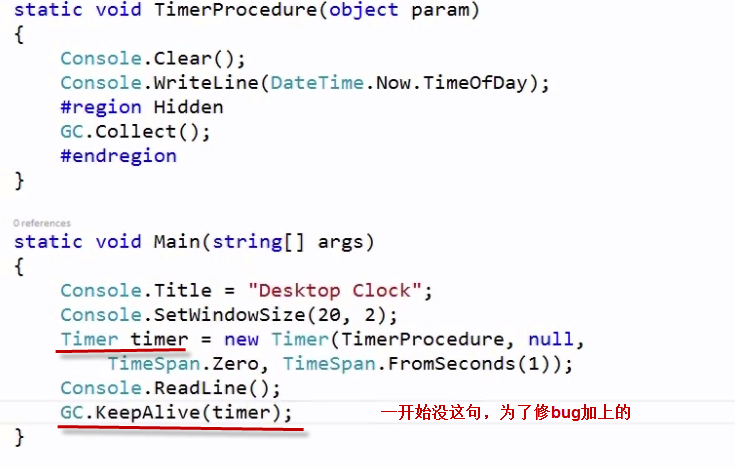 static void TimerProcedure(object param)
{
    Console.Clear();
    Console.WriteLine(DateTime.Now.TimeOfDay);
    #region Hidden
    GC.Collect();
    #endregion
}
0 references
static void Main(string[] args)
{
    Console.Title = "Desktop Clock";
    Console.SetWindowSize(20, 2);
    Timer timer = new Timer(TimerProcedure, null,
        TimeSpan.Zero, TimeSpan.FromSeconds(1));
    Console.ReadLine();
    GC.KeepAlive(timer); 一开始没这句，为了修bug加上的
}